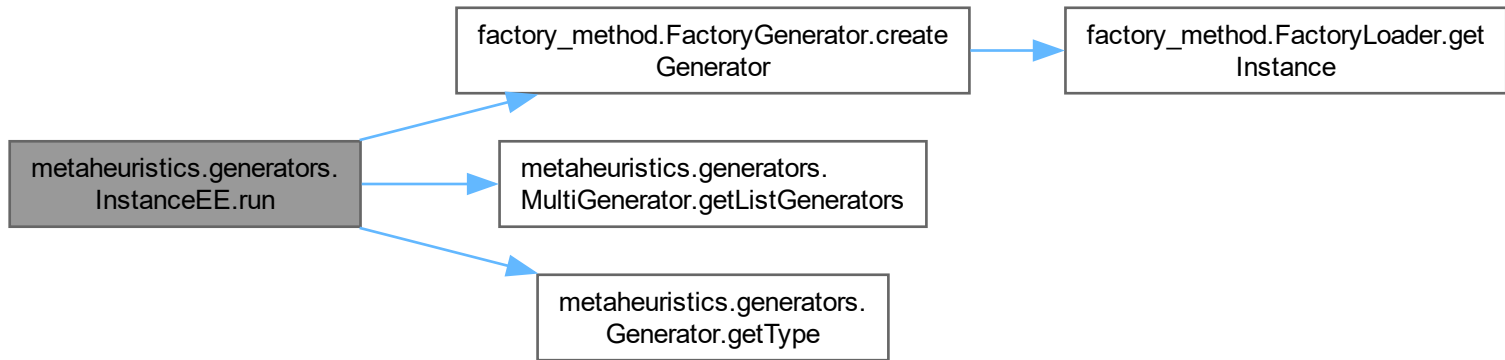 factory_method.FactoryGenerator.create
Generator
factory_method.FactoryLoader.get
Instance
metaheuristics.generators.
InstanceEE.run
metaheuristics.generators.
MultiGenerator.getListGenerators
metaheuristics.generators.
Generator.getType